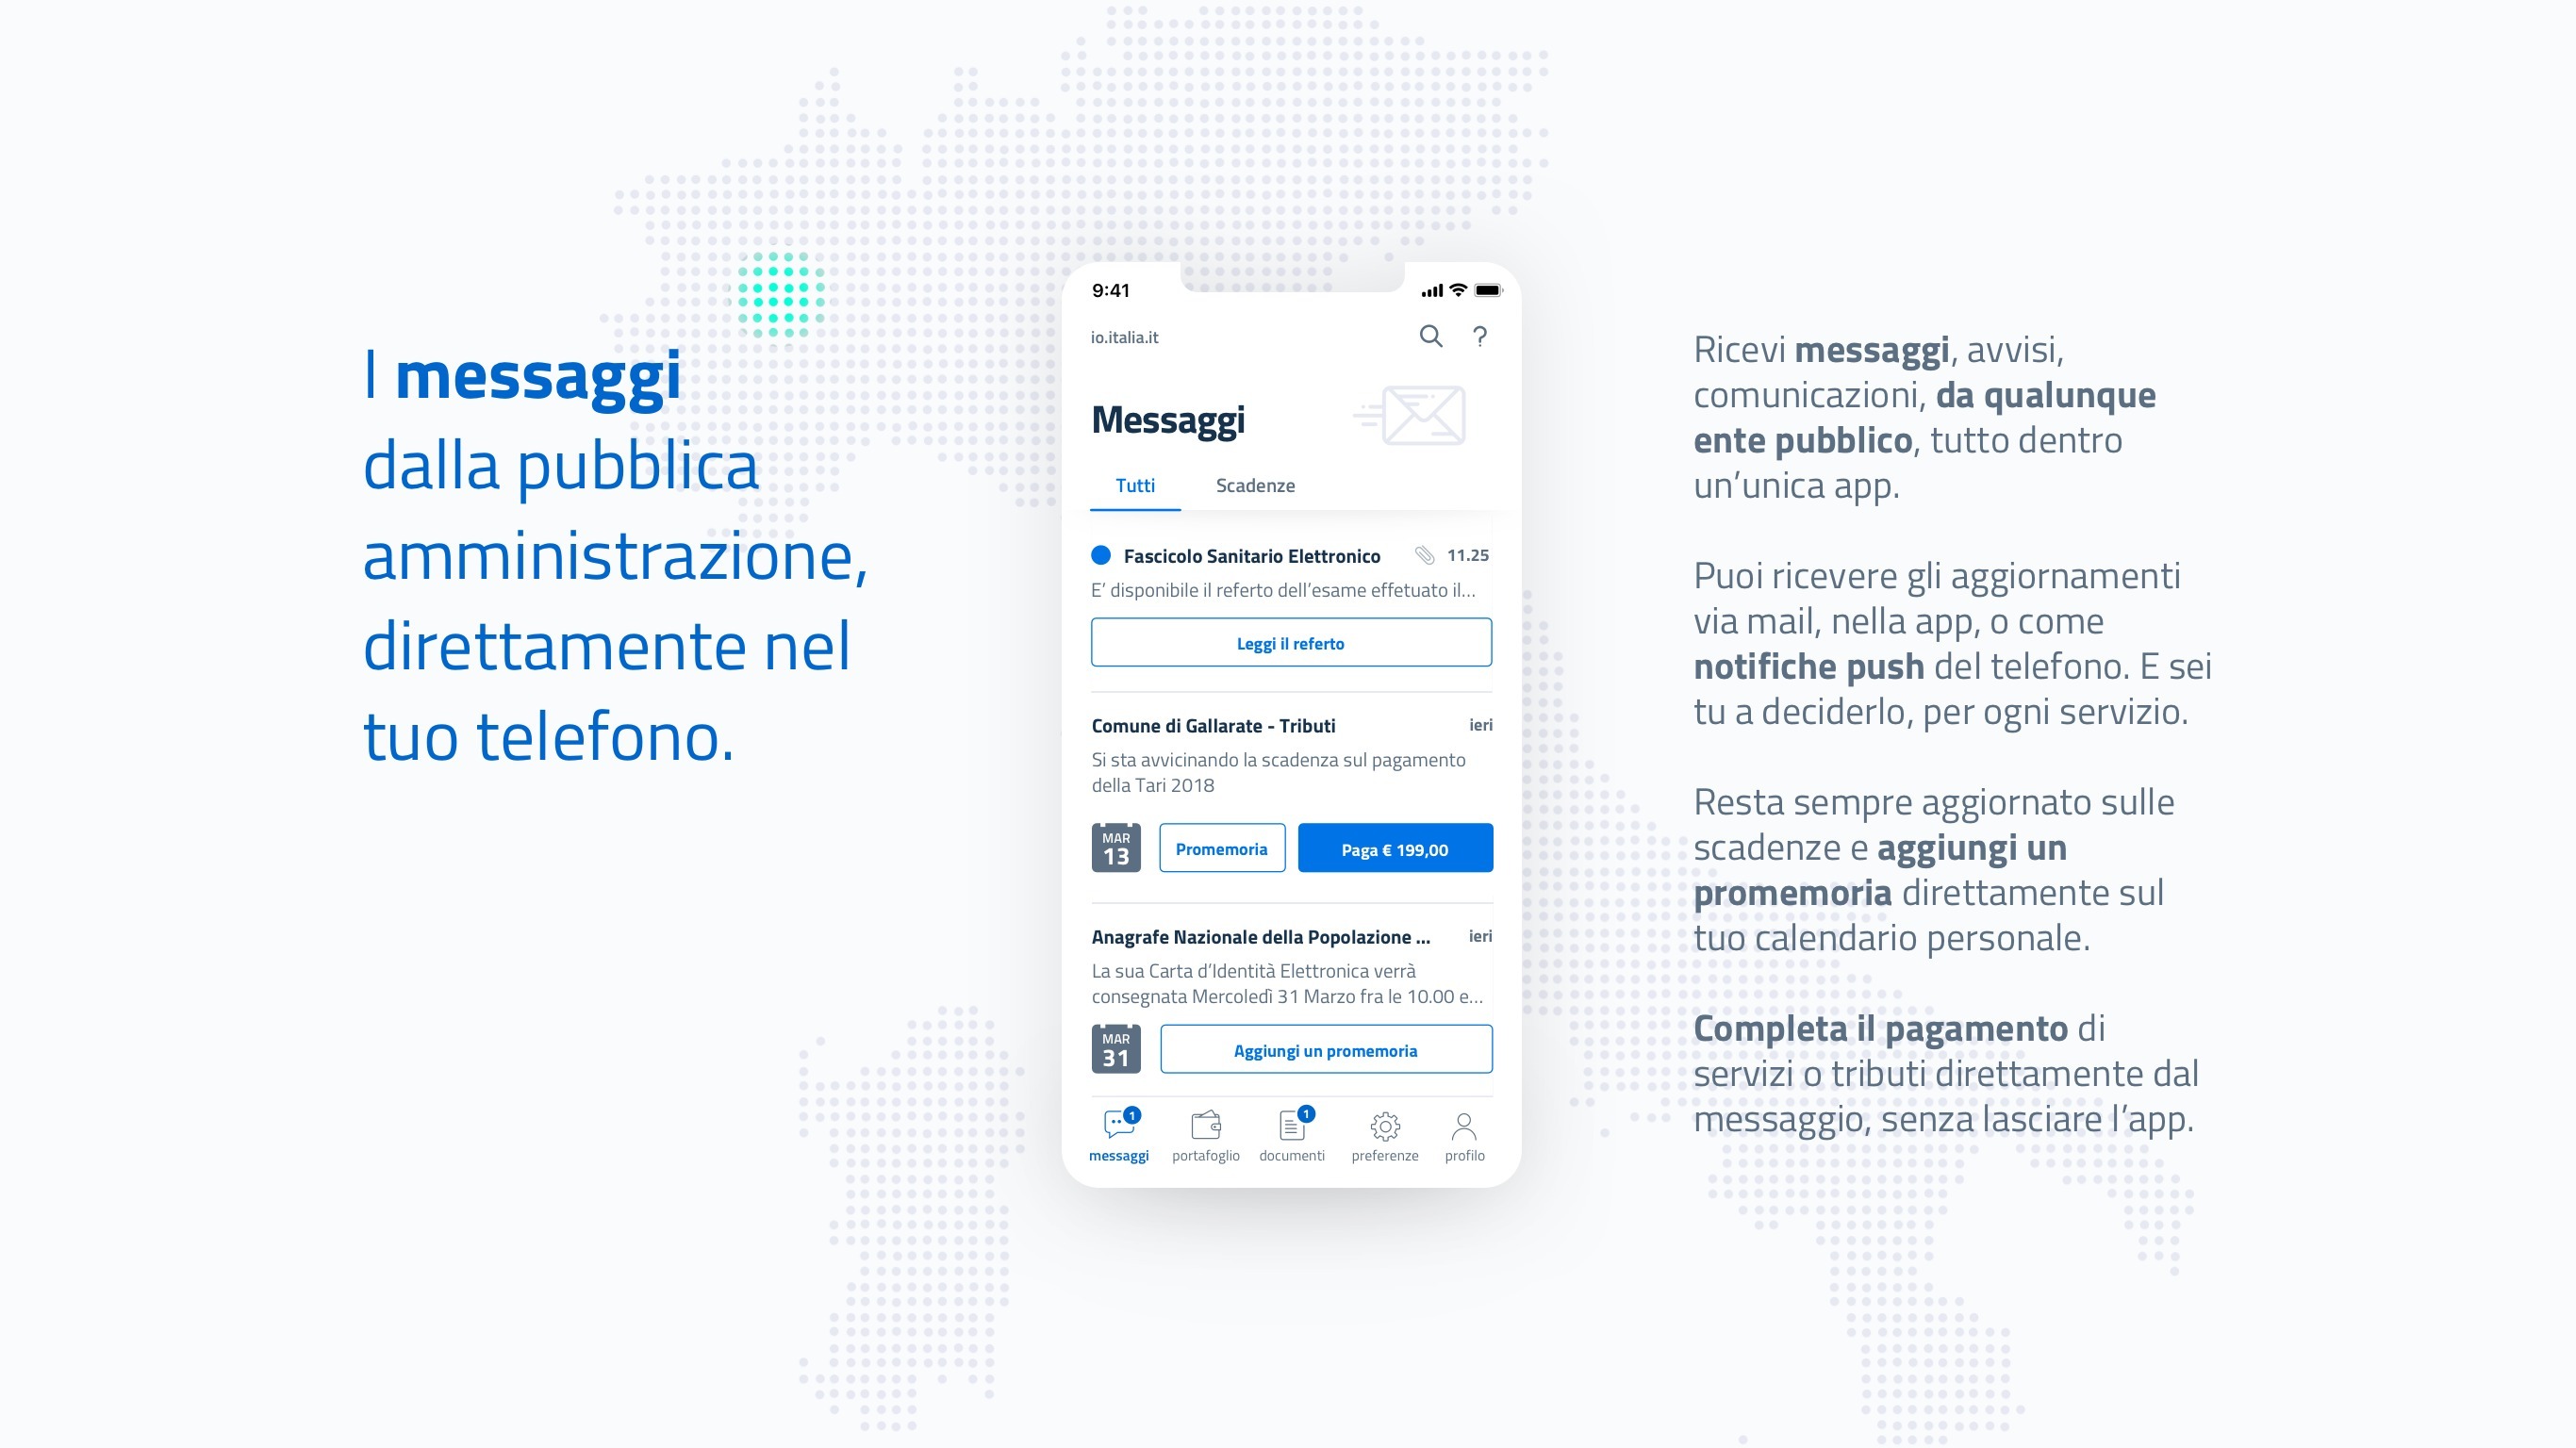 I messaggi
dalla pubblica
amministrazione,
direttamente nel
tuo telefono.
9:41
io.italia.it
?
Messaggi
Tutti Scadenze
Fascicolo Sanitario Elettronico 11.25
E’ disponibile il referto dell’esame effetuato il...
Leggi il referto
Comune di Gallarate - Tributi ieri
Si sta avvicinando la scadenza sul pagamento
della Tari 2018
MAR
13
Promemoria Paga € 199,00
Anagrafe Nazionale della Popolazione ... ieri
La sua Carta d’Identità Elettronica verrà
consegnata Mercoledì 31 Marzo fra le 10.00 e...
MAR
31
Aggiungi un promemoria
1 1
messaggi portafoglio documenti preferenze profilo
Ricevi messaggi, avvisi,
comunicazioni, da qualunque
ente pubblico, tutto dentro
un’unica app.
Puoi ricevere gli aggiornamenti
via mail, nella app, o come
notifiche push del telefono. E sei
tu a deciderlo, per ogni servizio.
Resta sempre aggiornato sulle
scadenze e aggiungi un
promemoria direttamente sul
tuo calendario personale.
Completa il pagamento di
servizi o tributi direttamente dal
messaggio, senza lasciare l’app.